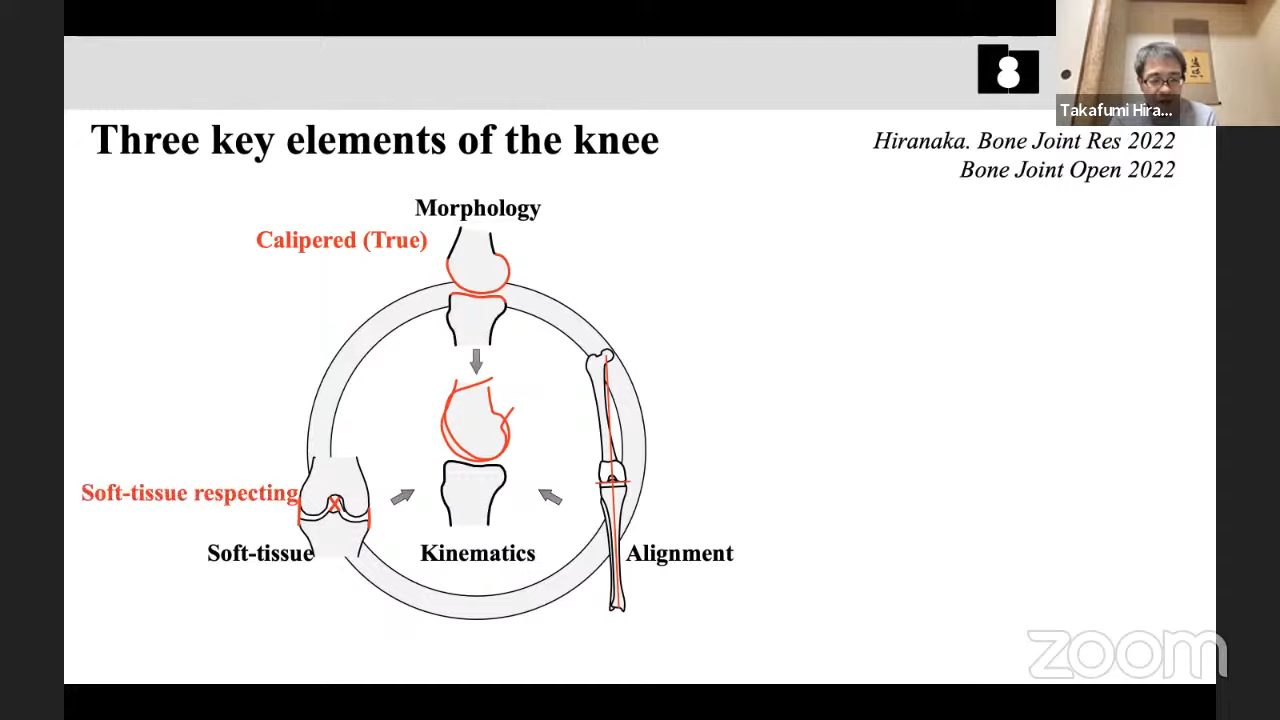 Takafumi Hira...
Three key elements of the knee
Hiranaka. Bone Joint Res 2022
Bone Joint Open 2022
Morphology
Calipered (True)
Soft-tissue respecting
Soft-tissue
Kinematics
Alignment
zoom